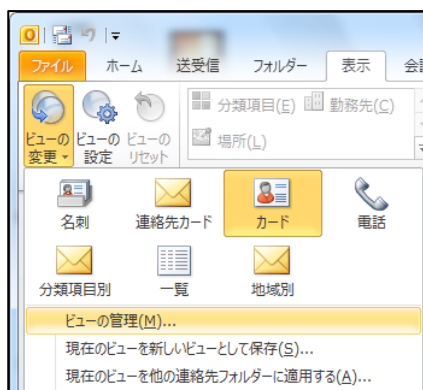 ファイル ホーム 送受信 フォルダー 表示 会
分類項目(E) 勤務先(C)
場所(L)
ビューの変更 ビューの設定 ビューのリセット
名刺 連絡先カード カード 電話
分類項目別 一覧 地域別
ビューの管理(M)...
現在のビューを新しいビューとして保存(S)...
現在のビューを他の連絡先フォルダーに適用する(A)...